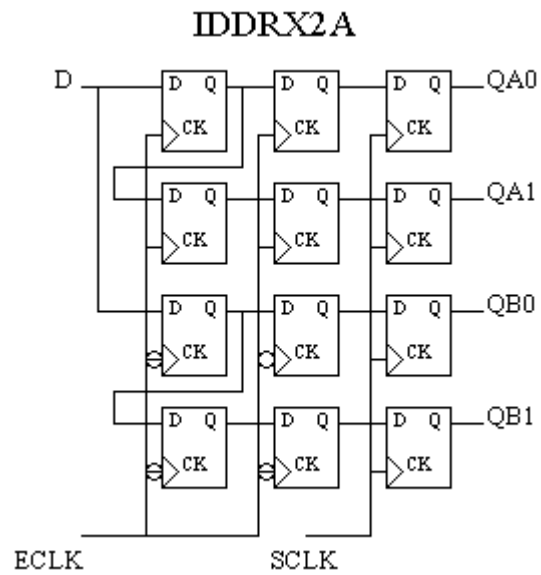 IDDRX2A
D D Q D Q D Q QA0
CK CK CK
D Q D Q D Q QA1
CK CK CK
D Q D Q D Q QB0
CK CK CK
D Q D Q D Q QB1
CK CK CK
ECLK SCLK